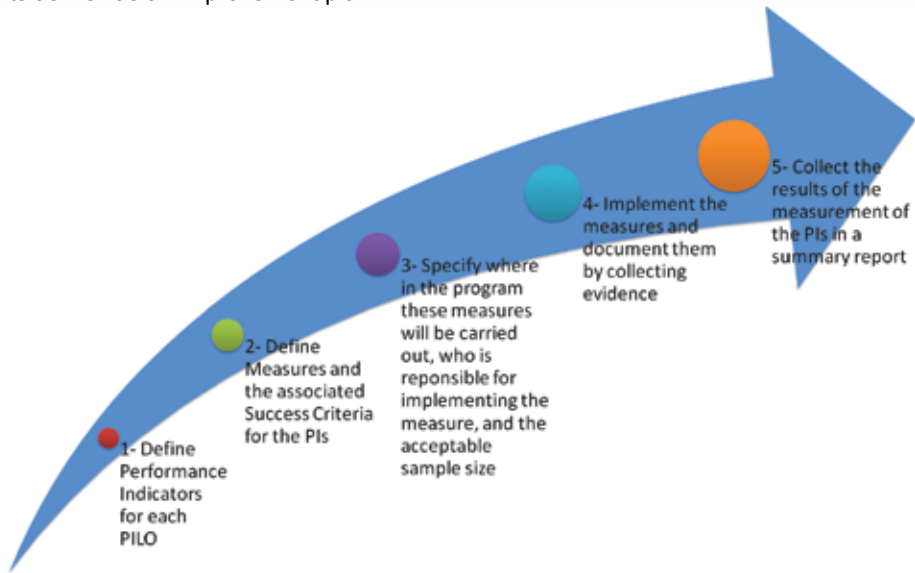 1- Define
Performance
Indicators
for each
PILO
2- Define
Measures and
the associated
Success Criteria
for the PIs
3- Specify where
in the program
these measures
will be carried
out, who is
reponsible for
implementing the
measure, and the
acceptable
sample size
4- Implement the
measures and
document them
by collecting
evidence
5- Collect the
results of the
measurement of
the PIs in a
summary report